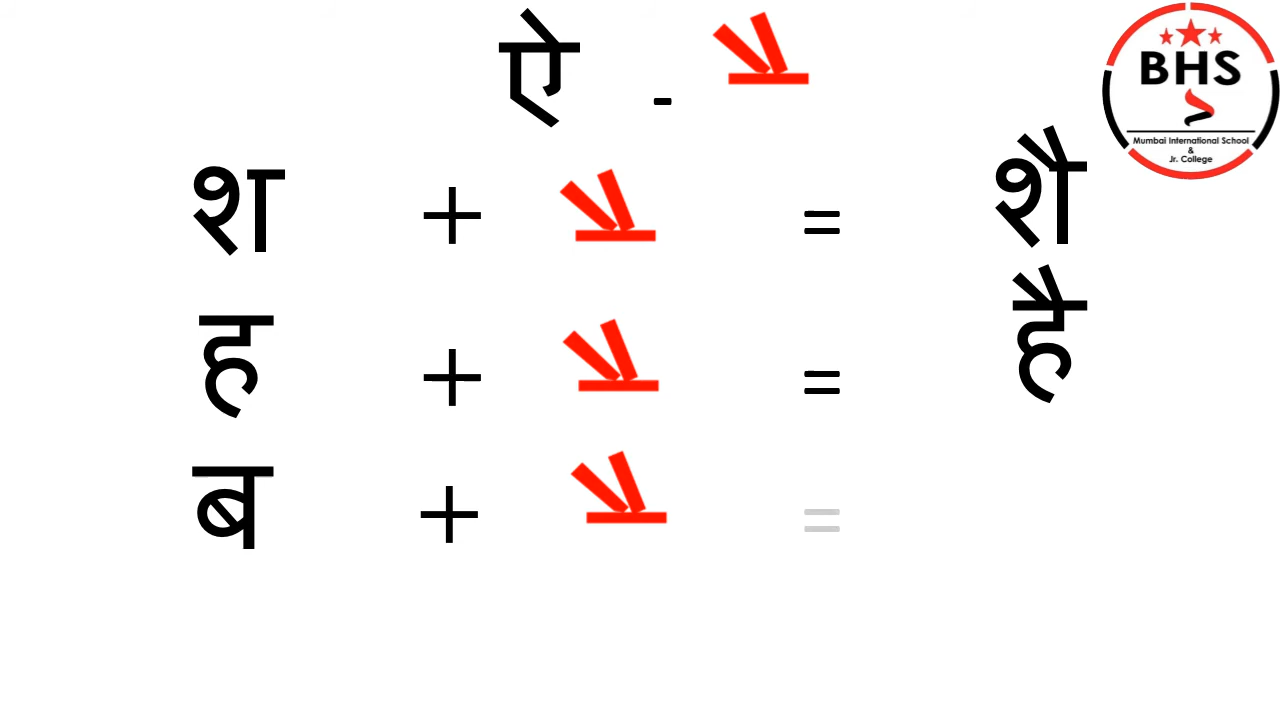 ऐ - ै
श + ै = शै
ह + ै = है
ब + ै =
BHS
Mumbai International School
&
Jr. College